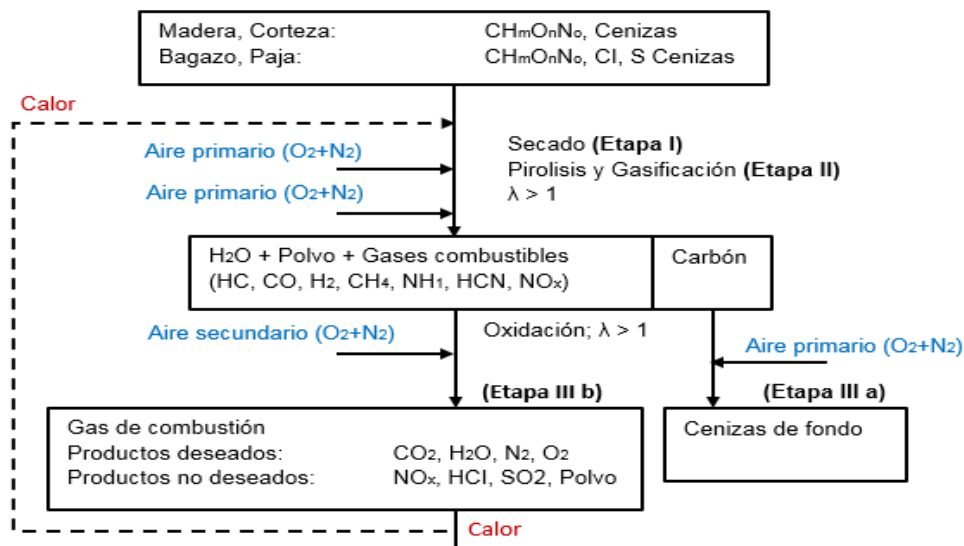 Madera, Corteza: CHmOnNo, Cenizas
Bagazo, Paja: CHmOnNo, Cl, S Cenizas
Calor
Aire primario (O2+N2)
Secado (Etapa I)
Pirolisis y Gasificación (Etapa II)
Aire primario (O2+N2)
λ > 1
H2O + Polvo + Gases combustibles
(HC, CO, H2, CH4, NH1, HCN, NOx)
Carbón
Aire secundario (O2+N2)
Oxidación; λ > 1
Aire primario (O2+N2)
(Etapa III b)
(Etapa III a)
Gas de combustión
Productos deseados: CO2, H2O, N2, O2
Productos no deseados: NOx, HCl, SO2, Polvo
Cenizas de fondo
Calor